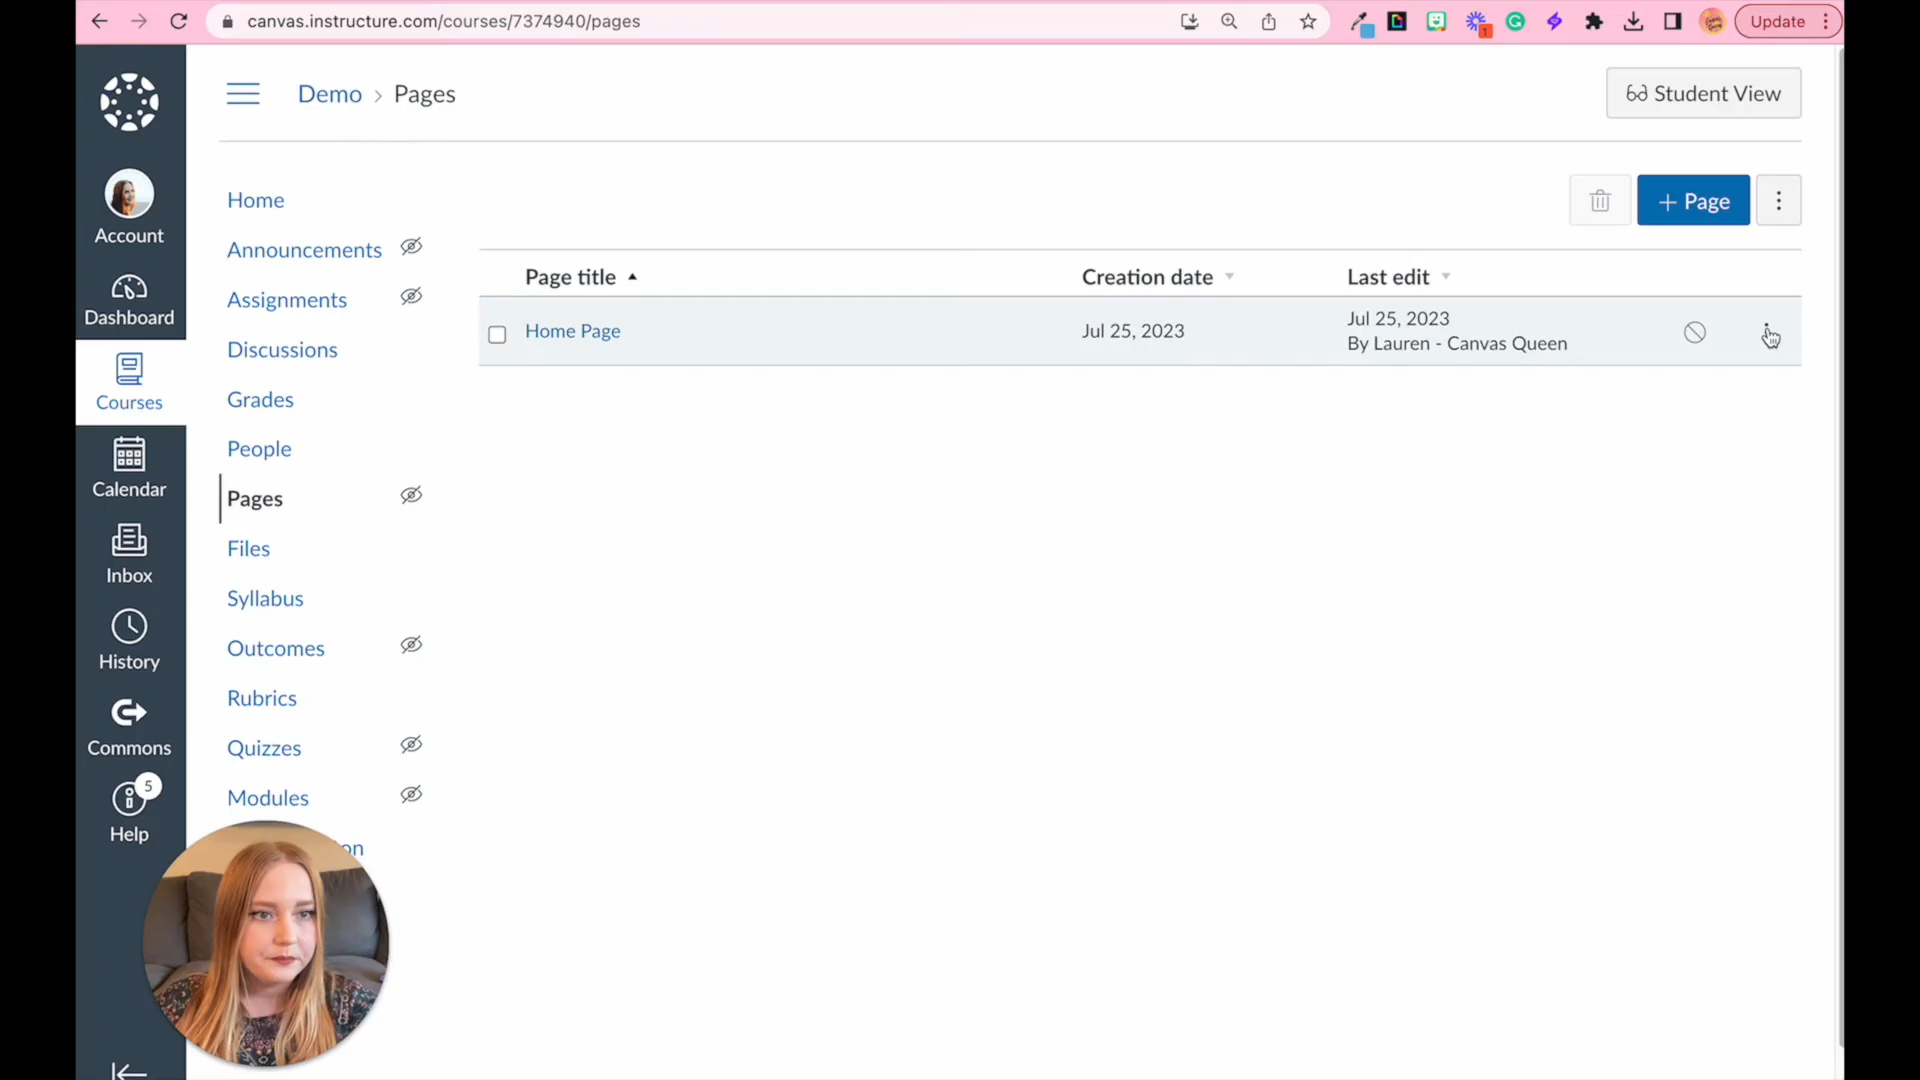 canvas.instructure.com/courses/7374940/pages
1
Update
Demo › Pages
Student View
Account
Dashboard
Courses
Calendar
Inbox
History
Commons
5
Help
Home
Announcements
Assignments
Discussions
Grades
People
Pages
Files
Syllabus
Outcomes
Rubrics
Quizzes
Modules
on
+ Page
Page title
Creation date
Last edit
Home Page
Jul 25, 2023
Jul 25, 2023
By Lauren - Canvas Queen